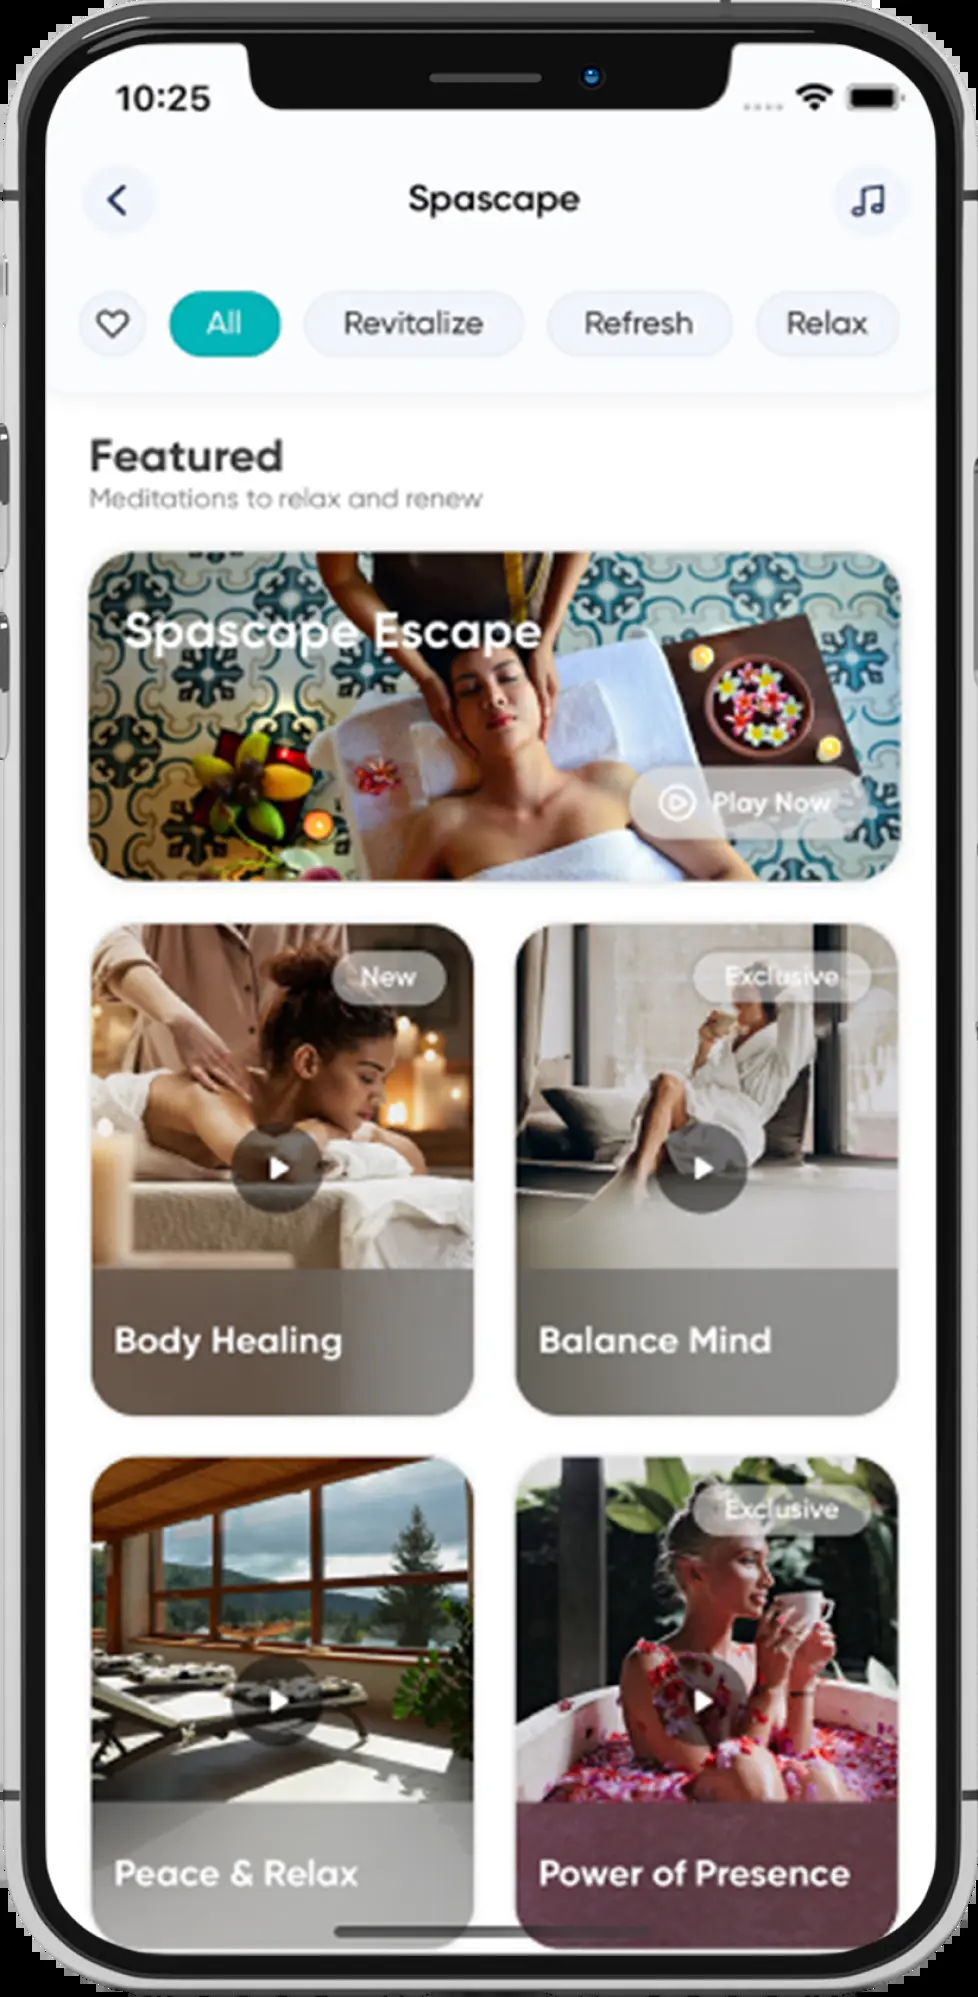 10:25
Spascape
All Revitalize Refresh Relax
Featured
Meditations to relax and renew
Spascape Escape
Play Now
New
Exclusive
Body Healing
Balance Mind
Exclusive
Peace & Relax
Power of Presence